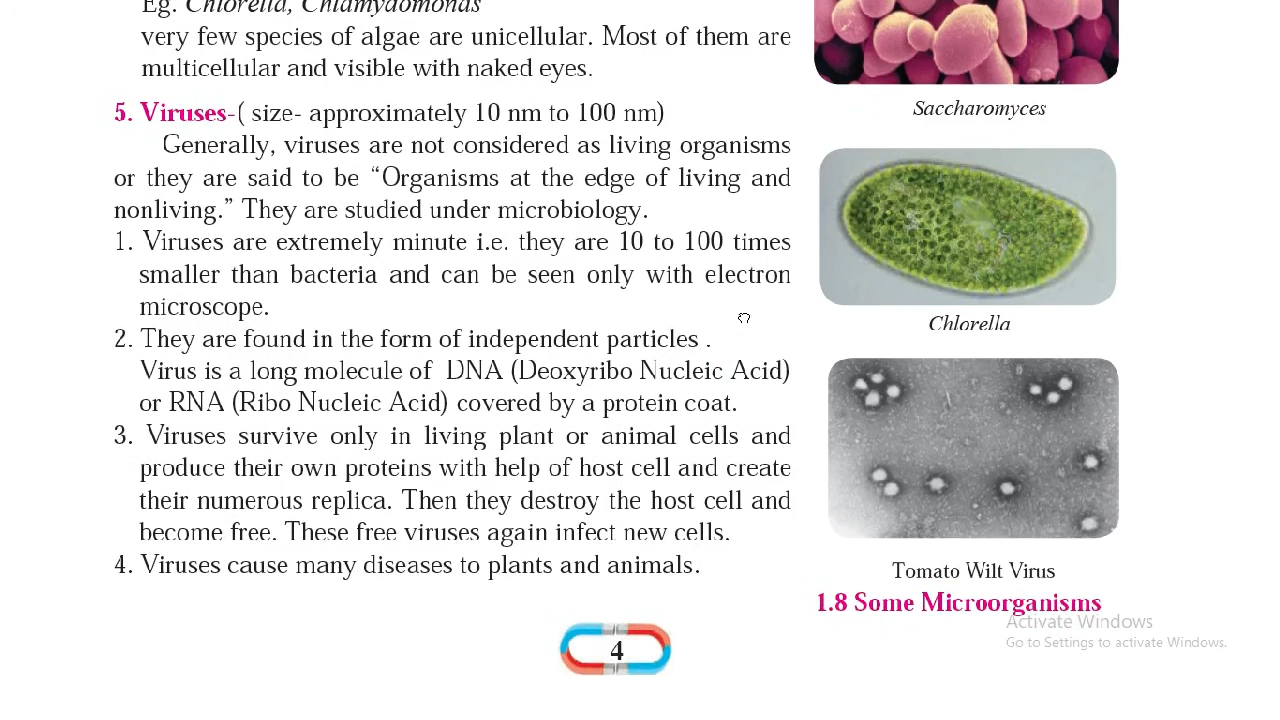 Eg. Chlorella, Chlamydomonas
very few species of algae are unicellular. Most of them are
multicellular and visible with naked eyes.
5. Viruses-( size- approximately 10 nm to 100 nm)
Generally, viruses are not considered as living organisms
or they are said to be “Organisms at the edge of living and
nonliving.” They are studied under microbiology.
1. Viruses are extremely minute i.e. they are 10 to 100 times
smaller than bacteria and can be seen only with electron
microscope.
2. They are found in the form of independent particles .
Virus is a long molecule of DNA (Deoxyribo Nucleic Acid)
or RNA (Ribo Nucleic Acid) covered by a protein coat.
3. Viruses survive only in living plant or animal cells and
produce their own proteins with help of host cell and create
their numerous replica. Then they destroy the host cell and
become free. These free viruses again infect new cells.
4. Viruses cause many diseases to plants and animals.
Saccharomyces
Chlorella
Tomato Wilt Virus
1.8 Some Microorganisms
Activate Windows
Go to Settings to activate Windows.
4